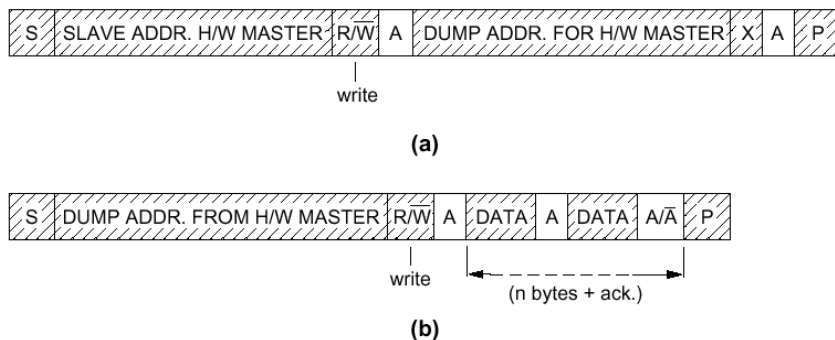 S SLAVE ADDR. H/W MASTER R/W̅ A DUMP ADDR. FOR H/W MASTER X A P
write
(a)
S DUMP ADDR. FROM H/W MASTER R/W̅ A DATA A DATA A/A̅ P
write
(n bytes + ack.)
(b)